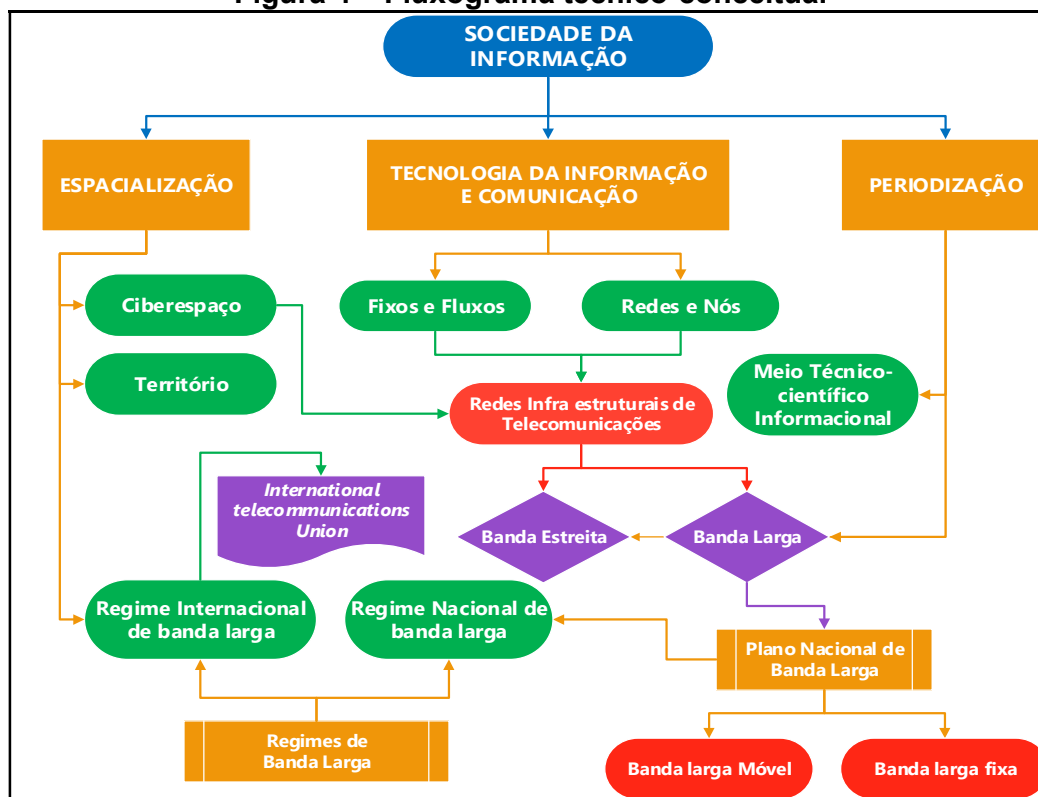 SOCIEDADE DA
INFORMAÇÃO
ESPACIALIZAÇÃO
TECNOLOGIA DA INFORMAÇÃO
E COMUNICAÇÃO
PERIODIZAÇÃO
Ciberespaço
Fixos e Fluxos
Redes e Nós
Território
Meio Técnico-
científico
Informacional
Redes Infra estruturais de
Telecomunicações
International
telecommunications
Union
Banda Estreita
Banda Larga
Regime Internacional
de banda larga
Regime Nacional de
banda larga
Plano Nacional de
Banda Larga
Regimes de
Banda Larga
Banda larga Móvel
Banda larga fixa